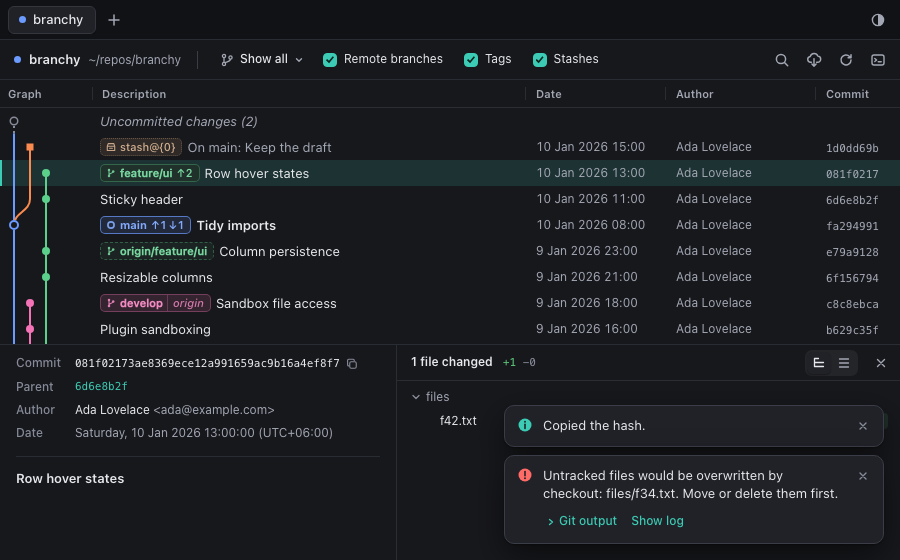 branchy
branchy ~/repos/branchy Show all Remote branches Tags Stashes
Graph Description Date Author Commit
Uncommitted changes (2)
stash@{0} On main: Keep the draft 10 Jan 2026 15:00 Ada Lovelace 1d0dd69b
feature/ui ↑2 Row hover states 10 Jan 2026 13:00 Ada Lovelace 081f0217
Sticky header 10 Jan 2026 11:00 Ada Lovelace 6d6e8b2f
main ↑1↓1 Tidy imports 10 Jan 2026 08:00 Ada Lovelace fa294991
origin/feature/ui Column persistence 9 Jan 2026 23:00 Ada Lovelace e79a9128
Resizable columns 9 Jan 2026 21:00 Ada Lovelace 6f156794
develop origin Sandbox file access 9 Jan 2026 18:00 Ada Lovelace c8c8ebca
Plugin sandboxing 9 Jan 2026 16:00 Ada Lovelace b629c35f
Commit 081f02173ae8369ece12a991659ac9b16a4ef8f7
Parent 6d6e8b2f
Author Ada Lovelace <ada@example.com>
Date Saturday, 10 Jan 2026 13:00:00 (UTC+06:00)
Row hover states
1 file changed +1 −0
files
f42.txt
Copied the hash.
Untracked files would be overwritten by
checkout: files/f34.txt. Move or delete them first.
Git output Show log